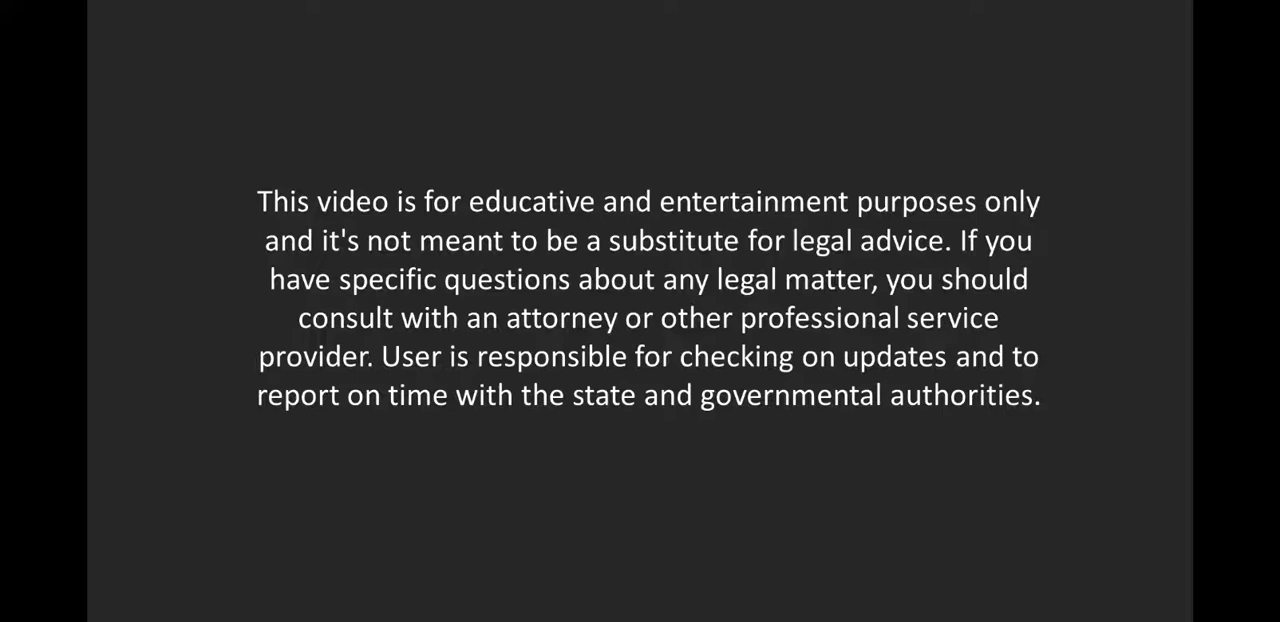 This video is for educative and entertainment purposes only
and it's not meant to be a substitute for legal advice. If you
have specific questions about any legal matter, you should
consult with an attorney or other professional service
provider. User is responsible for checking on updates and to
report on time with the state and governmental authorities.